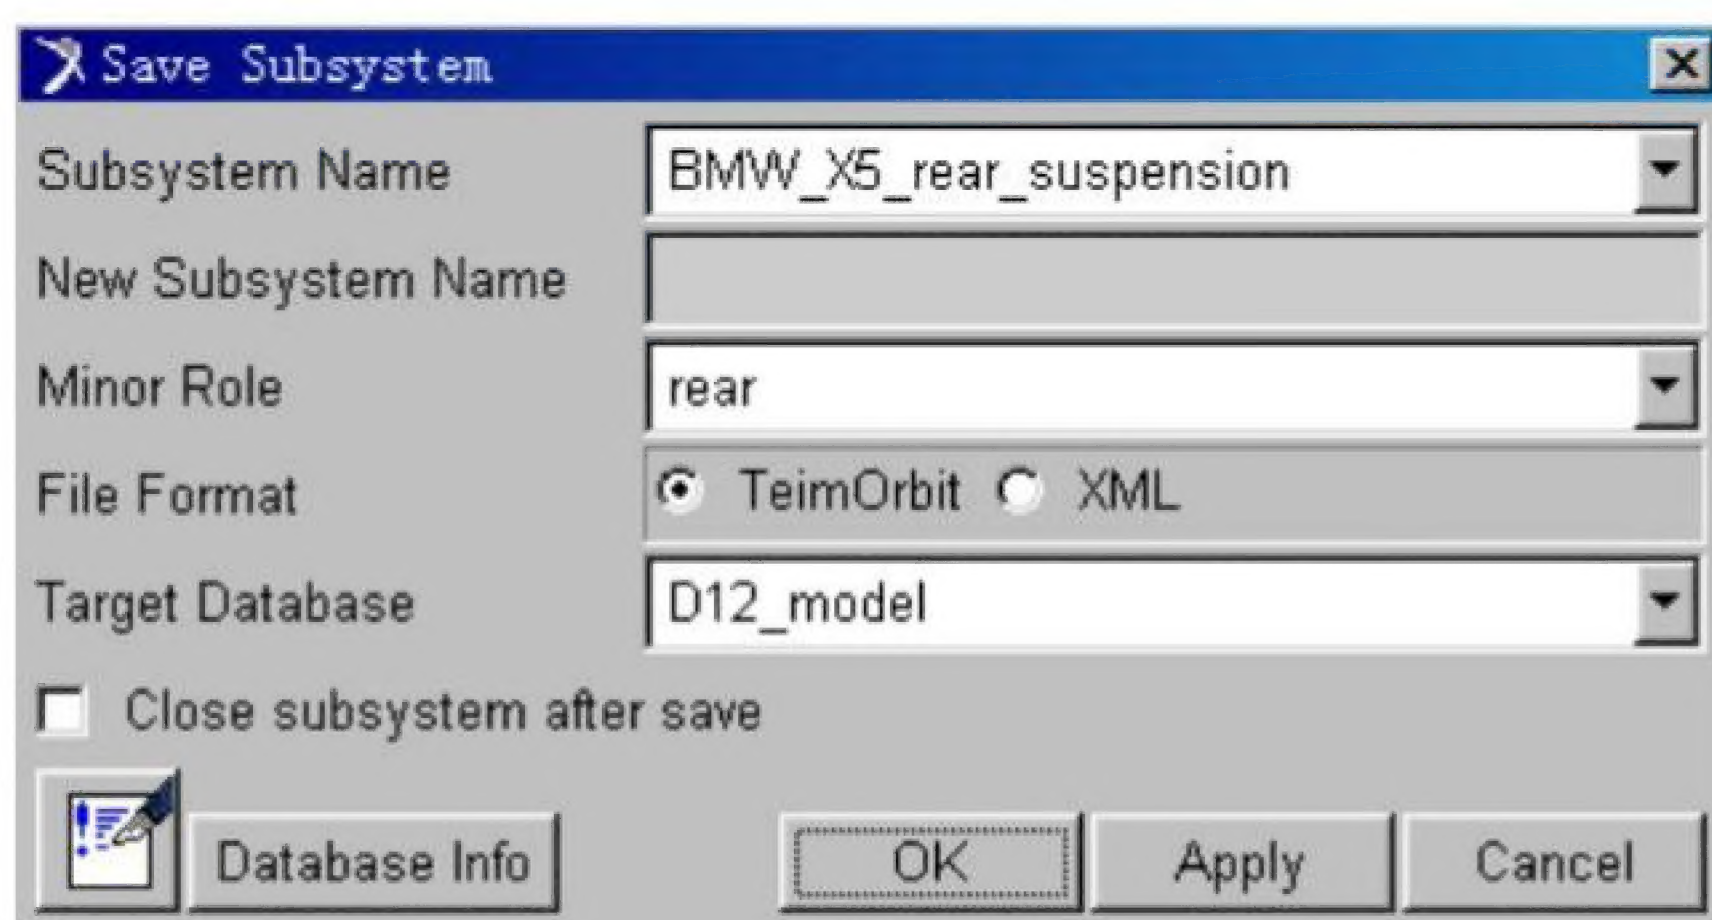 Save Subsystem
Subsystem Name BMW_X5_rear_suspension
New Subsystem Name
Minor Role rear
File Format TeimOrbit XML
Target Database D12_model
Close subsystem after save
Database Info OK Apply Cancel